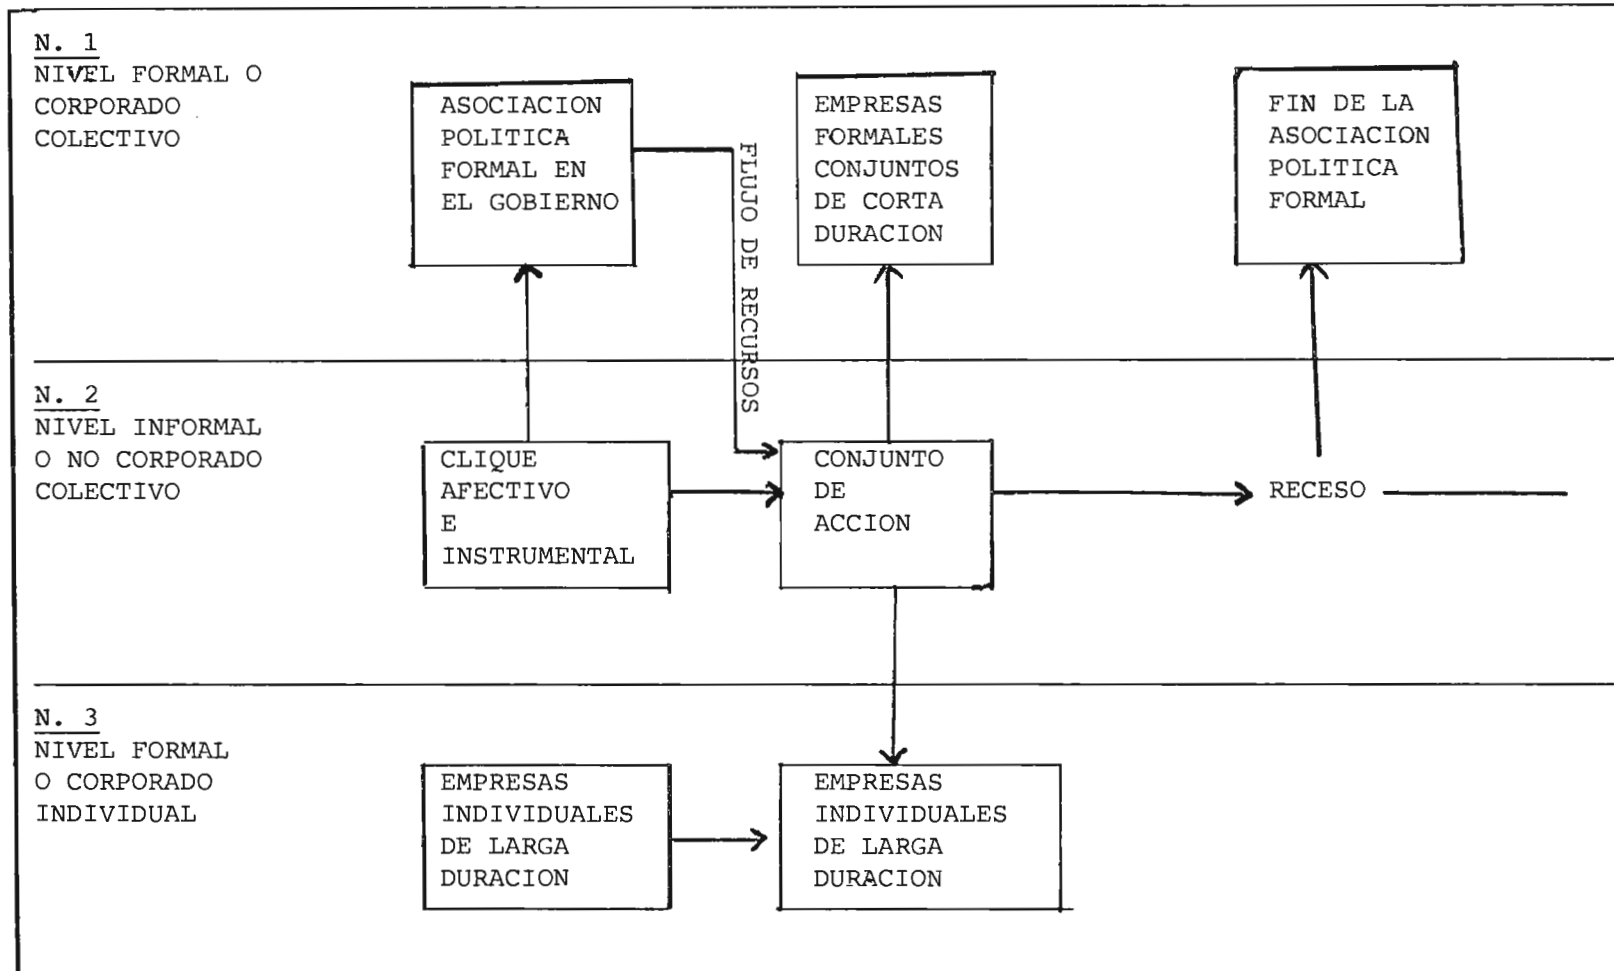 N. 1
NIVEL FORMAL O
CORPORADO
COLECTIVO
ASOCIACION
POLITICA
FORMAL EN
EL GOBIERNO
FLUJO DE RECURSOS
EMPRESAS
FORMALES
CONJUNTOS
DE CORTA
DURACION
FIN DE LA
ASOCIACION
POLITICA
FORMAL
N. 2
NIVEL INFORMAL
O NO CORPORADO
COLECTIVO
CLIQUE
AFECTIVO
E
INSTRUMENTAL
CONJUNTO
DE
ACCION
RECESO
N. 3
NIVEL FORMAL
O CORPORADO
INDIVIDUAL
EMPRESAS
INDIVIDUALES
DE LARGA
DURACION
EMPRESAS
INDIVIDUALES
DE LARGA
DURACION